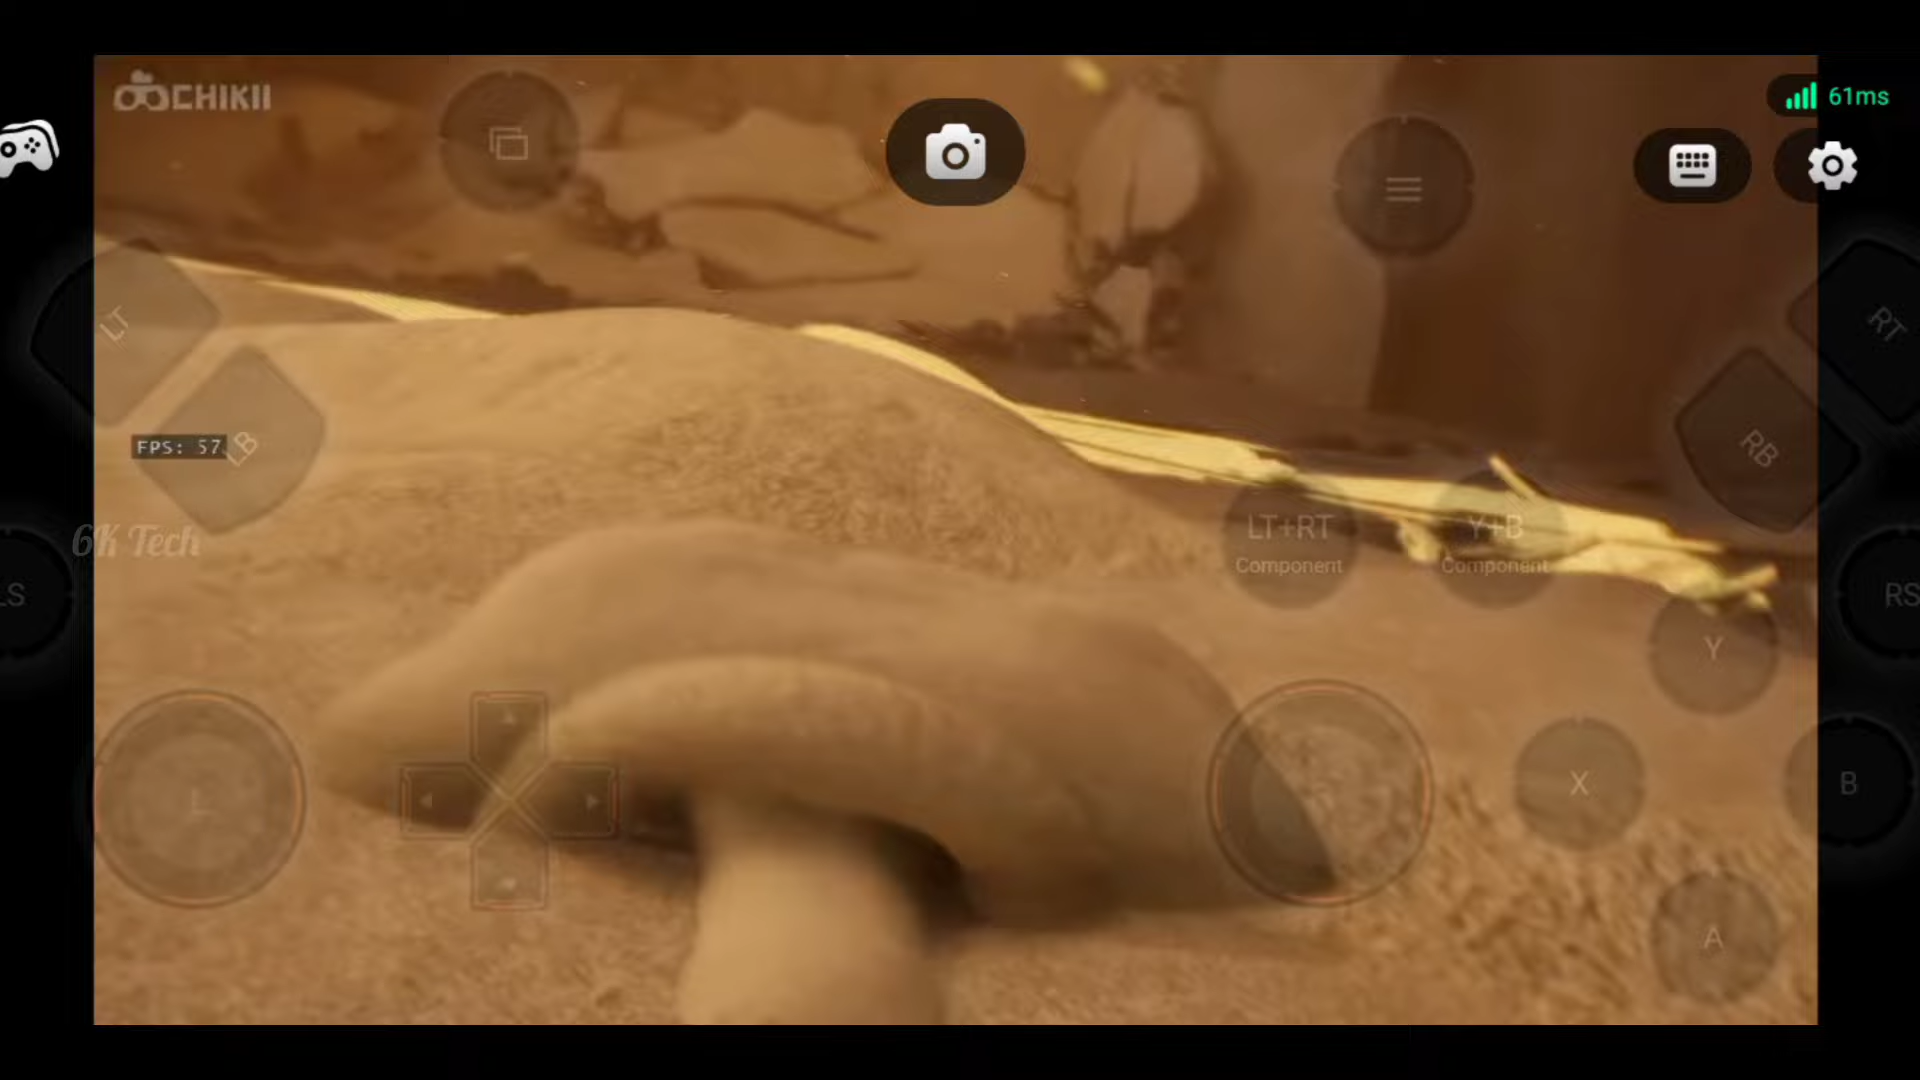 CHIKII
61ms
LT
RT
FPS: 57
LB
RB
6K Tech
LT+RT
Component
Y+B
Component
LS
RS
Y
L
X
B
A